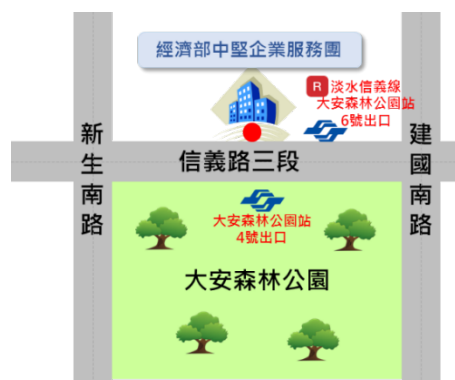 經濟部中堅企業服務團
R 淡水信義線
大安森林公園站
6號出口
新生南路
建國南路
信義路三段
大安森林公園站
4號出口
大安森林公園